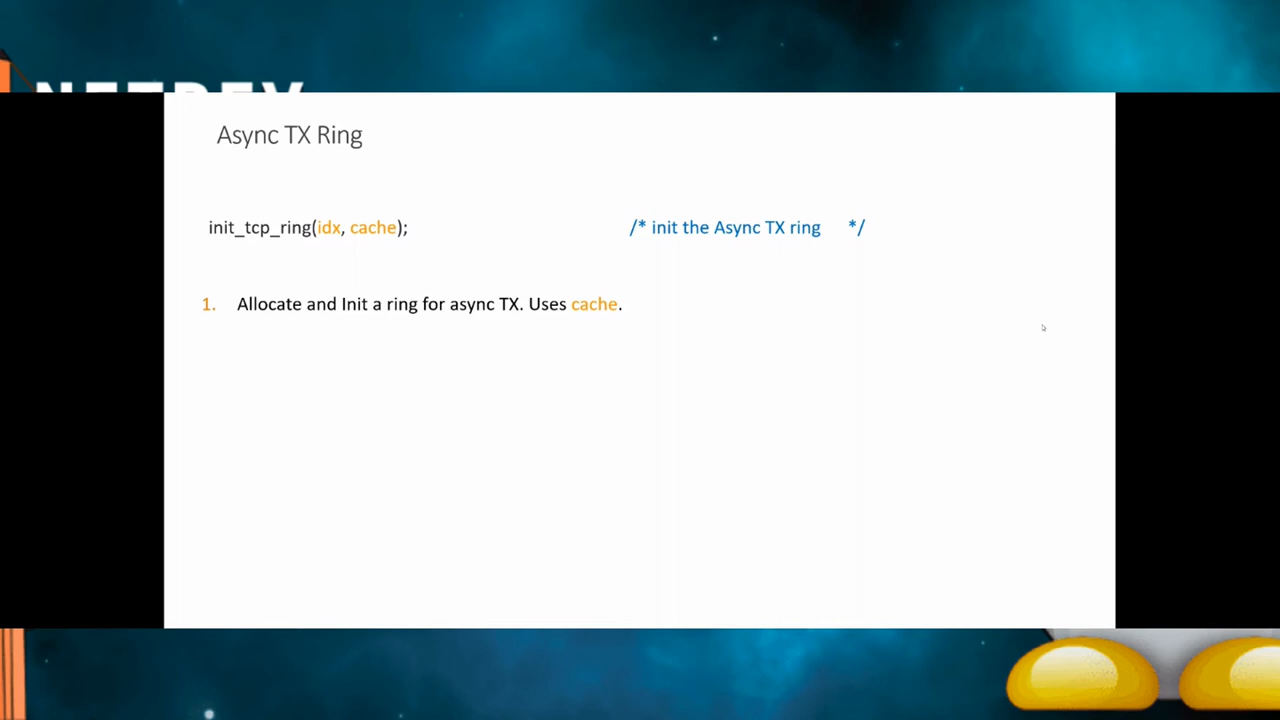 Async TX Ring
init_tcp_ring(idx, cache); /* init the Async TX ring */
1. Allocate and Init a ring for async TX. Uses cache.